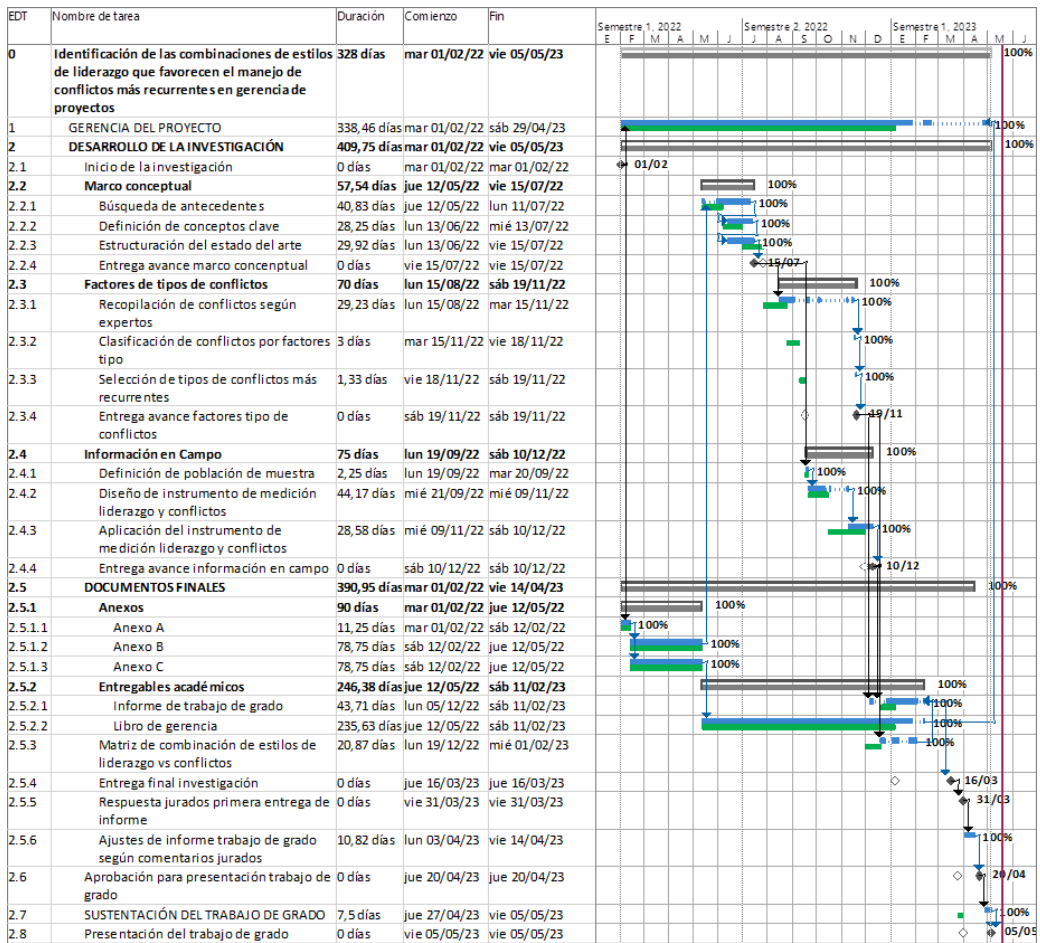 EDT Nombre de tarea Duración Comienzo Fin
Semestre 1, 2022 Semestre 2, 2022 Semestre 1, 2023
E F M A M J J A S O N D E F M A M J
0 Identificación de las combinaciones de estilos 328 días mar 01/02/22 vie 05/05/23 100%
de liderazgo que favorecen el manejo de
conflictos más recurrentes en gerencia de
proyectos
1 GERENCIA DEL PROYECTO 338,46 días mar 01/02/22 sáb 29/04/23 100%
2 DESARROLLO DE LA INVESTIGACIÓN 409,75 días mar 01/02/22 vie 05/05/23 100%
2.1 Inicio de la investigación 0 días mar 01/02/22 mar 01/02/22 01/02
2.2 Marco conceptual 57,54 días jue 12/05/22 vie 15/07/22 100%
2.2.1 Búsqueda de antecedentes 40,83 días jue 12/05/22 lun 11/07/22 100%
2.2.2 Definición de conceptos clave 28,25 días lun 13/06/22 mié 13/07/22 100%
2.2.3 Estructuración del estado del arte 29,92 días lun 13/06/22 vie 15/07/22 100%
2.2.4 Entrega avance marco concenptual 0 días vie 15/07/22 vie 15/07/22 15/07
2.3 Factores de tipos de conflictos 70 días lun 15/08/22 sáb 19/11/22 100%
2.3.1 Recopilación de conflictos según 29,23 días lun 15/08/22 mar 15/11/22 100%
expertos
2.3.2 Clasificación de conflictos por factores 3 días mar 15/11/22 vie 18/11/22 100%
tipo
2.3.3 Selección de tipos de conflictos más 1,33 días vie 18/11/22 sáb 19/11/22 100%
recurrentes
2.3.4 Entrega avance factores tipo de 0 días sáb 19/11/22 sáb 19/11/22 19/11
conflictos
2.4 Información en Campo 75 días lun 19/09/22 sáb 10/12/22 100%
2.4.1 Definición de población de muestra 2,25 días lun 19/09/22 mar 20/09/22 100%
2.4.2 Diseño de instrumento de medición 44,17 días mié 21/09/22 mié 09/11/22 100%
liderazgo y conflictos
2.4.3 Aplicación del instrumento de 28,58 días mié 09/11/22 sáb 10/12/22 100%
medición liderazgo y conflictos
2.4.4 Entrega avance información en campo 0 días sáb 10/12/22 sáb 10/12/22 10/12
2.5 DOCUMENTOS FINALES 390,95 días mar 01/02/22 vie 14/04/23 100%
2.5.1 Anexos 90 días mar 01/02/22 jue 12/05/22 100%
2.5.1.1 Anexo A 11,25 días mar 01/02/22 sáb 12/02/22 100%
2.5.1.2 Anexo B 78,75 días sáb 12/02/22 jue 12/05/22 100%
2.5.1.3 Anexo C 78,75 días sáb 12/02/22 jue 12/05/22 100%
2.5.2 Entregables académicos 246,38 días jue 12/05/22 sáb 11/02/23 100%
2.5.2.1 Informe de trabajo de grado 43,71 días lun 05/12/22 sáb 11/02/23 100%
2.5.2.2 Libro de gerencia 235,63 días jue 12/05/22 sáb 11/02/23 100%
2.5.3 Matriz de combinación de estilos de 20,87 días lun 19/12/22 mié 01/02/23 100%
liderazgo vs conflictos
2.5.4 Entrega final investigación 0 días jue 16/03/23 jue 16/03/23 16/03
2.5.5 Respuesta jurados primera entrega de 0 días vie 31/03/23 vie 31/03/23 31/03
informe
2.5.6 Ajustes de informe trabajo de grado 10,82 días lun 03/04/23 vie 14/04/23 100%
según comentarios jurados
2.6 Aprobación para presentación trabajo de 0 días jue 20/04/23 jue 20/04/23 20/04
grado
2.7 SUSTENTACIÓN DEL TRABAJO DE GRADO 7,5 días jue 27/04/23 vie 05/05/23 100%
2.8 Presentación del trabajo de grado 0 días vie 05/05/23 vie 05/05/23 05/05